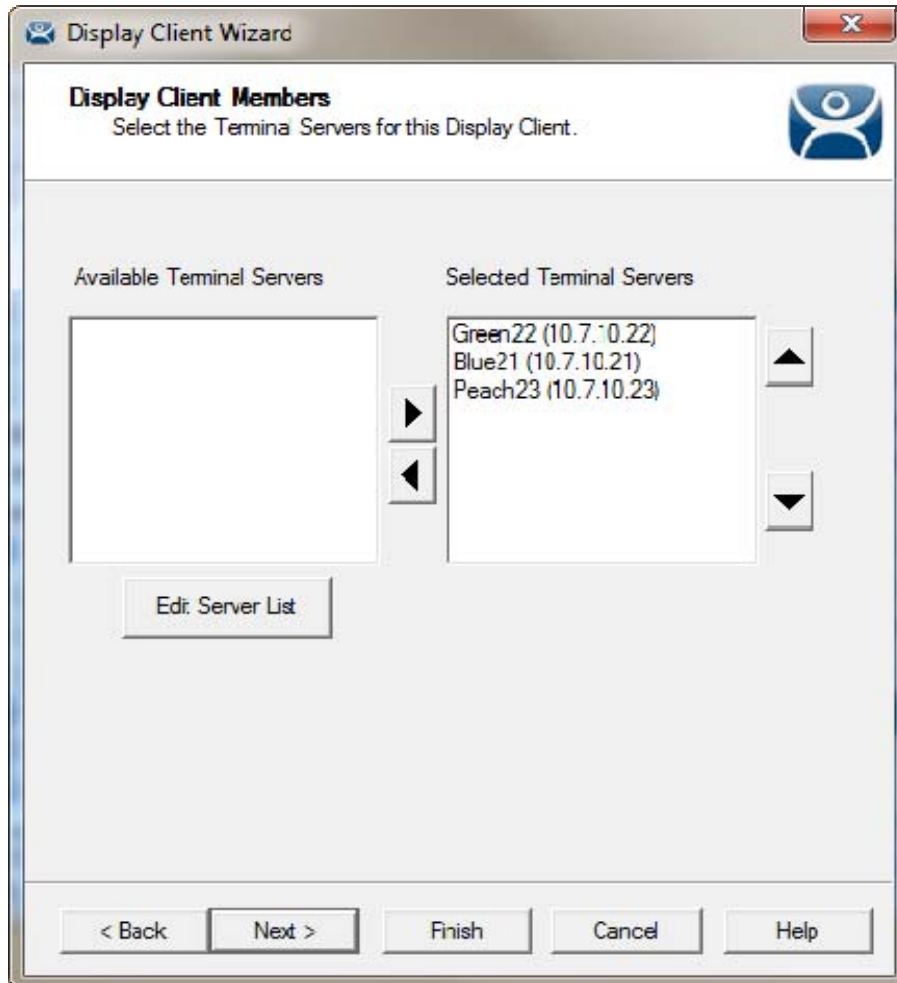 Display Client Wizard
Display Client Members
Select the Terminal Servers for this Display Client.
Available Terminal Servers
Selected Terminal Servers
Green22 (10.7.10.22)
Blue21 (10.7.10.21)
Peach23 (10.7.10.23)
Edit Server List
< Back
Next >
Finish
Cancel
Help